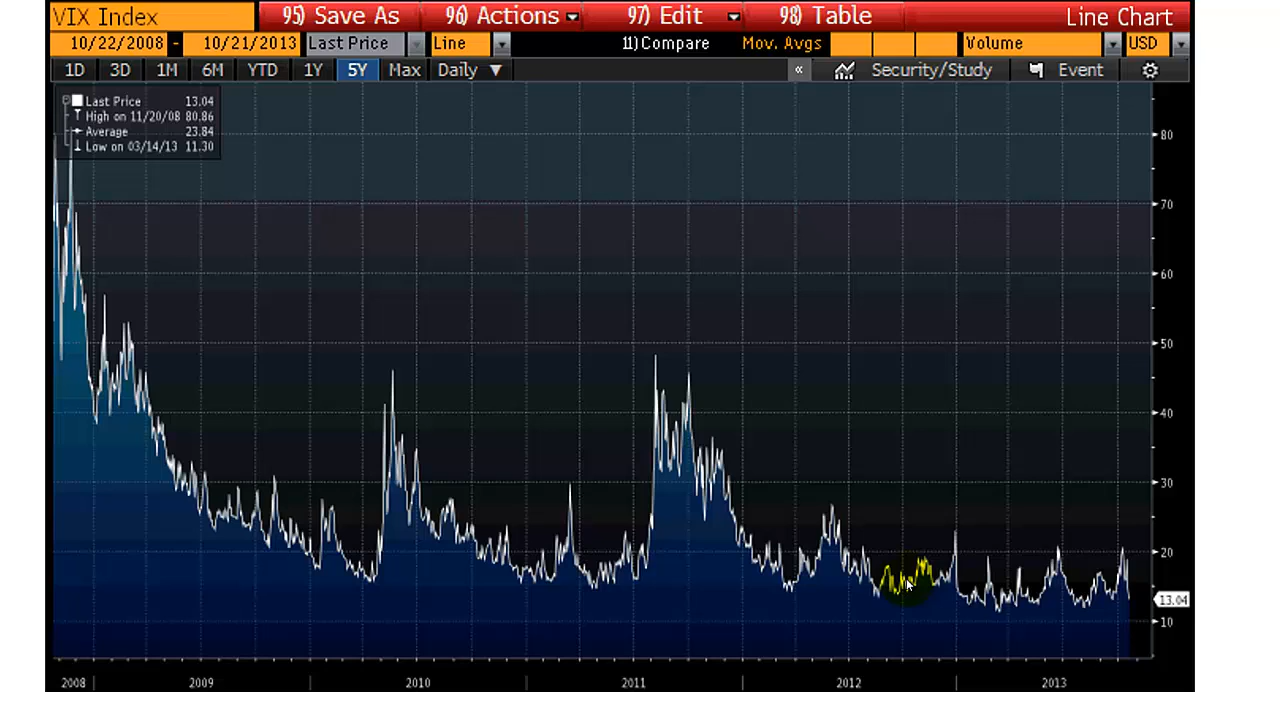 VIX Index 95) Save As 96) Actions 97) Edit 98) Table Line Chart
10/22/2008 - 10/21/2013 Last Price Line 11)Compare Mov. Avgs Volume USD
1D 3D 1M 6M YTD 1Y 5Y Max Daily ▼ « Security/Study Event
Last Price 13.04
High on 11/20/08 80.86
Average 23.84
Low on 03/14/13 11.30
80
70
60
50
40
30
20
13.04
10
2008 2009 2010 2011 2012 2013